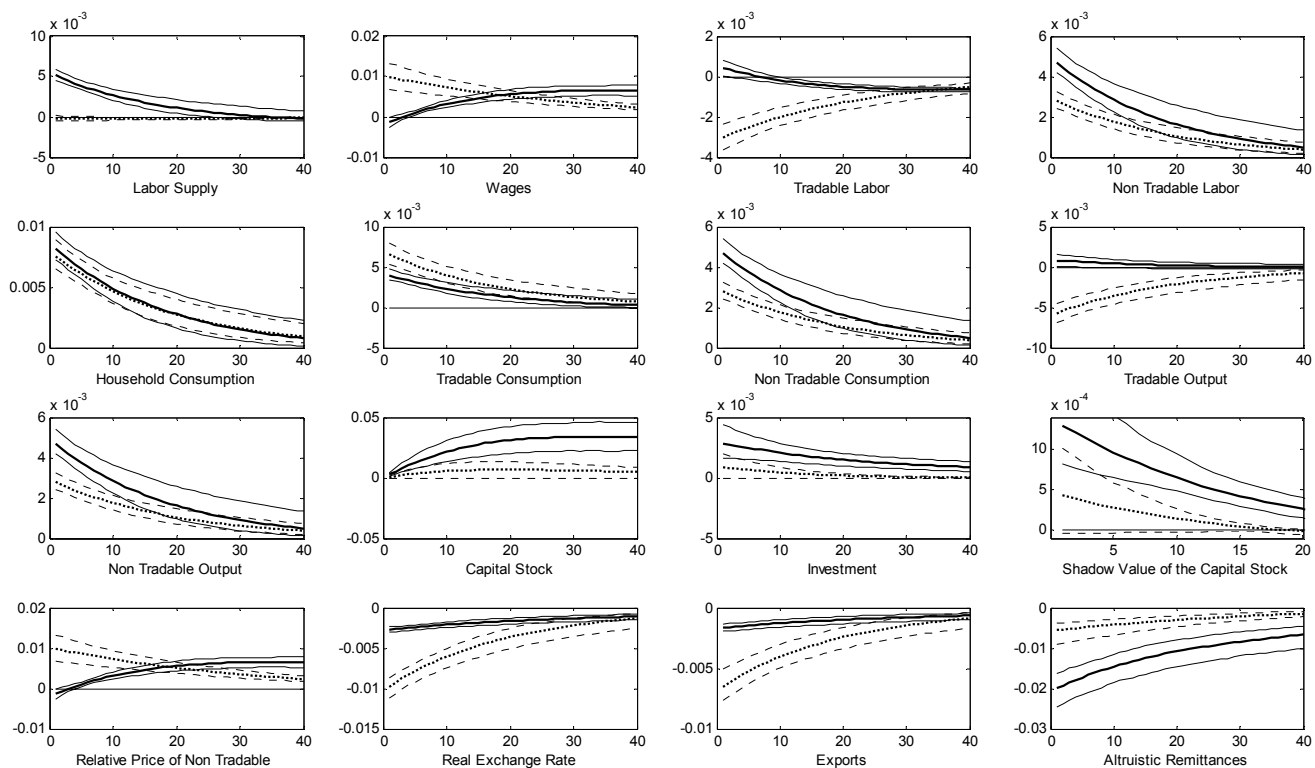 x 10⁻³ x 10⁻³ x 10⁻³
10 5 0 -5 0 10 20 30 40
Labor Supply
0.02 0.01 0 -0.01 0 10 20 30 40
Wages
2 0 -2 -4 0 10 20 30 40
Tradable Labor
6 4 2 0 0 10 20 30 40
Non Tradable Labor
0.01 0.005 0 0 10 20 30 40
Household Consumption
x 10⁻³
10 5 0 -5 0 10 20 30 40
Tradable Consumption
x 10⁻³
6 4 2 0 0 10 20 30 40
Non Tradable Consumption
x 10⁻³
5 0 -5 -10 0 10 20 30 40
Tradable Output
x 10⁻³
6 4 2 0 0 10 20 30 40
Non Tradable Output
0.05 0 -0.05 0 10 20 30 40
Capital Stock
x 10⁻³
5 0 -5 0 10 20 30 40
Investment
x 10⁻⁴
10 5 0 5 10 15 20
Shadow Value of the Capital Stock
0.02 0.01 0 -0.01 0 10 20 30 40
Relative Price of Non Tradable
0 -0.005 -0.01 -0.015 0 10 20 30 40
Real Exchange Rate
0 -0.005 -0.01 0 10 20 30 40
Exports
0 -0.01 -0.02 -0.03 0 10 20 30 40
Altruistic Remittances